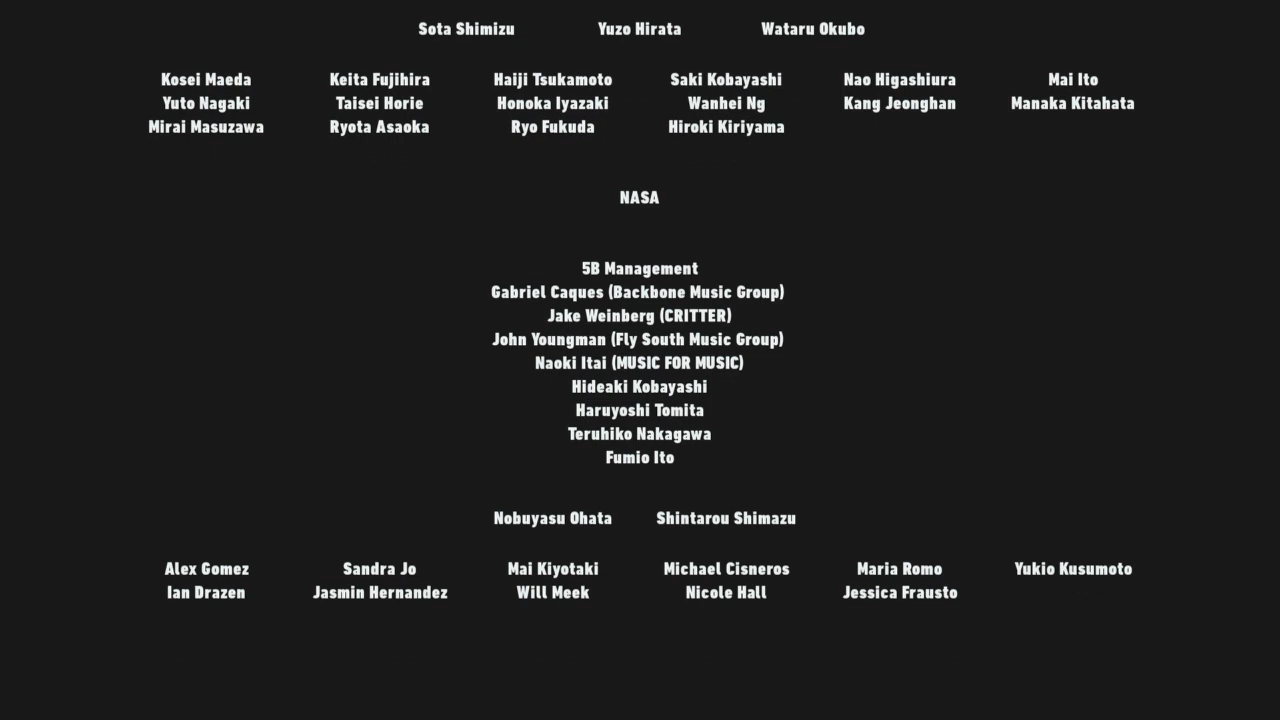 Sota Shimizu Yuzo Hirata Wataru Okubo
Kosei Maeda Keita Fujihira Haiji Tsukamoto Saki Kobayashi Nao Higashiura Mai Ito
Yuto Nagaki Taisei Horie Honoka Iyazaki Wanhei Ng Kang Jeonghan Manaka Kitahata
Mirai Masuzawa Ryota Asaoka Ryo Fukuda Hiroki Kiriyama
NASA
5B Management
Gabriel Caques (Backbone Music Group)
Jake Weinberg (CRITTER)
John Youngman (Fly South Music Group)
Naoki Itai (MUSIC FOR MUSIC)
Hideaki Kobayashi
Haruyoshi Tomita
Teruhiko Nakagawa
Fumio Ito
Nobuyasu Ohata Shintarou Shimazu
Alex Gomez Sandra Jo Mai Kiyotaki Michael Cisneros Maria Romo Yukio Kusumoto
Ian Drazen Jasmin Hernandez Will Meek Nicole Hall Jessica Frausto